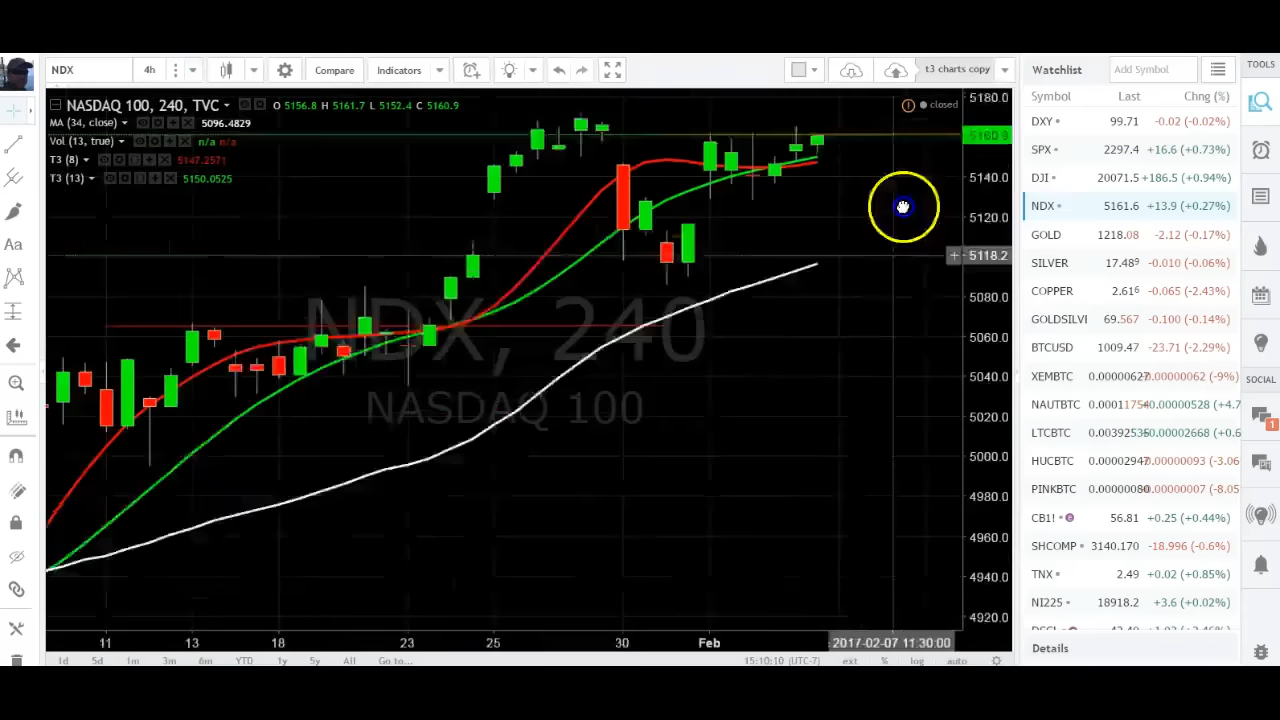 NDX 4h Compare Indicators t3 charts copy
NASDAQ 100, 240, TVC O 5156.8 H 5161.7 L 5152.4 C 5160.9
closed
MA (34, close) 5096.4829
Vol (13, true) n/a n/a
T3 (8) 5147.2571
T3 (13) 5150.0525
NDX, 240
NASDAQ 100
5180.0
5160.9
5140.0
5120.0
5118.2
5080.0
5060.0
5040.0
5020.0
5000.0
4980.0
4960.0
4940.0
4920.0
11 13 18 23 25 30 Feb 2017-02-07 11:30:00
1d 5d 1m 3m 6m YTD 1y 5y All Go to... 15:10:10 (UTC-7) ext % log auto
Aa
Watchlist Add Symbol
Symbol Last Chng (%)
DXY 99.71 -0.02 (-0.02%)
SPX 2297.4 +16.6 (+0.73%)
DJI 20071.5 +186.5 (+0.94%)
NDX 5161.6 +13.9 (+0.27%)
GOLD 1218.08 -2.12 (-0.17%)
SILVER 17.489 -0.010 (-0.06%)
COPPER 2.616 -0.065 (-2.43%)
GOLDSILVI 69.567 -0.100 (-0.14%)
BTCUSD 1009.47 -23.71 (-2.29%)
XEMBTC
NAUTBTC
LTCBTC
HUCBTC
PINKBTC
CB1! 56.81 +0.25 (+0.44%)
SHCOMP 3140.170 -18.996 (-0.6%)
TNX 2.49 +0.02 (+0.85%)
NI225 18918.2 +3.6 (+0.02%)
Details
TOOLS
SOCIAL
1